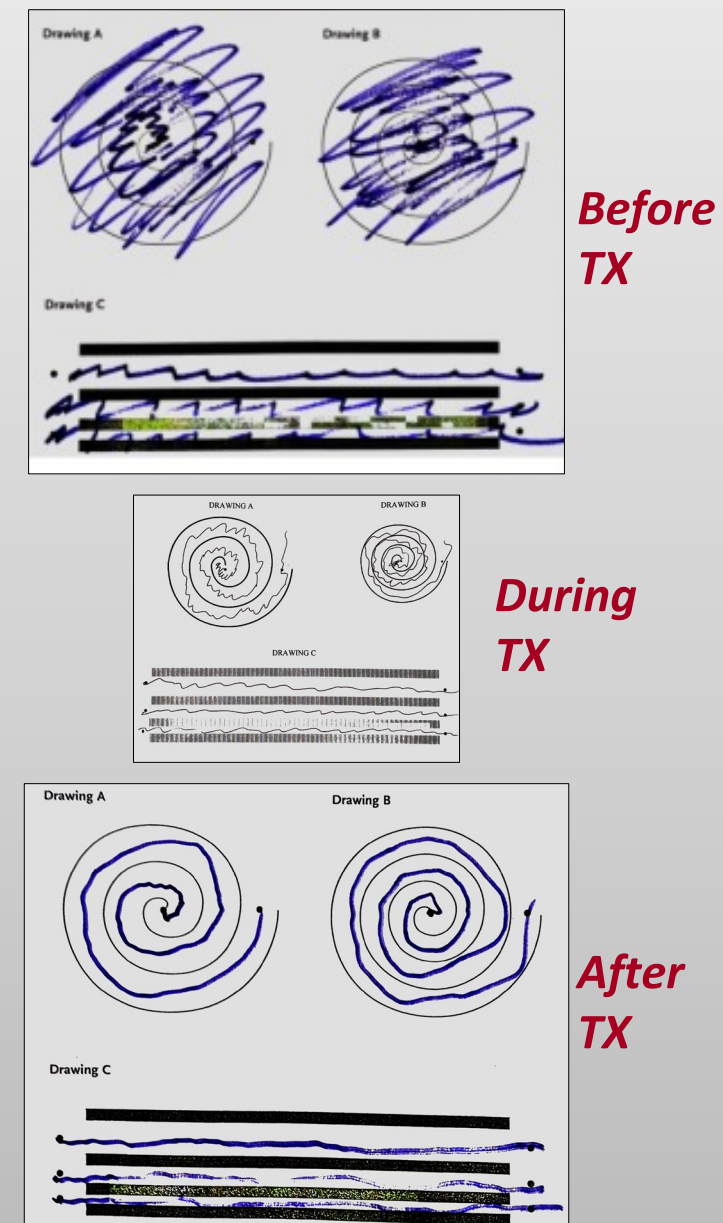 Drawing A
Drawing B
Before
TX
Drawing C
DRAWING A
DRAWING B
During
TX
DRAWING C
Drawing A
Drawing B
After
TX
Drawing C